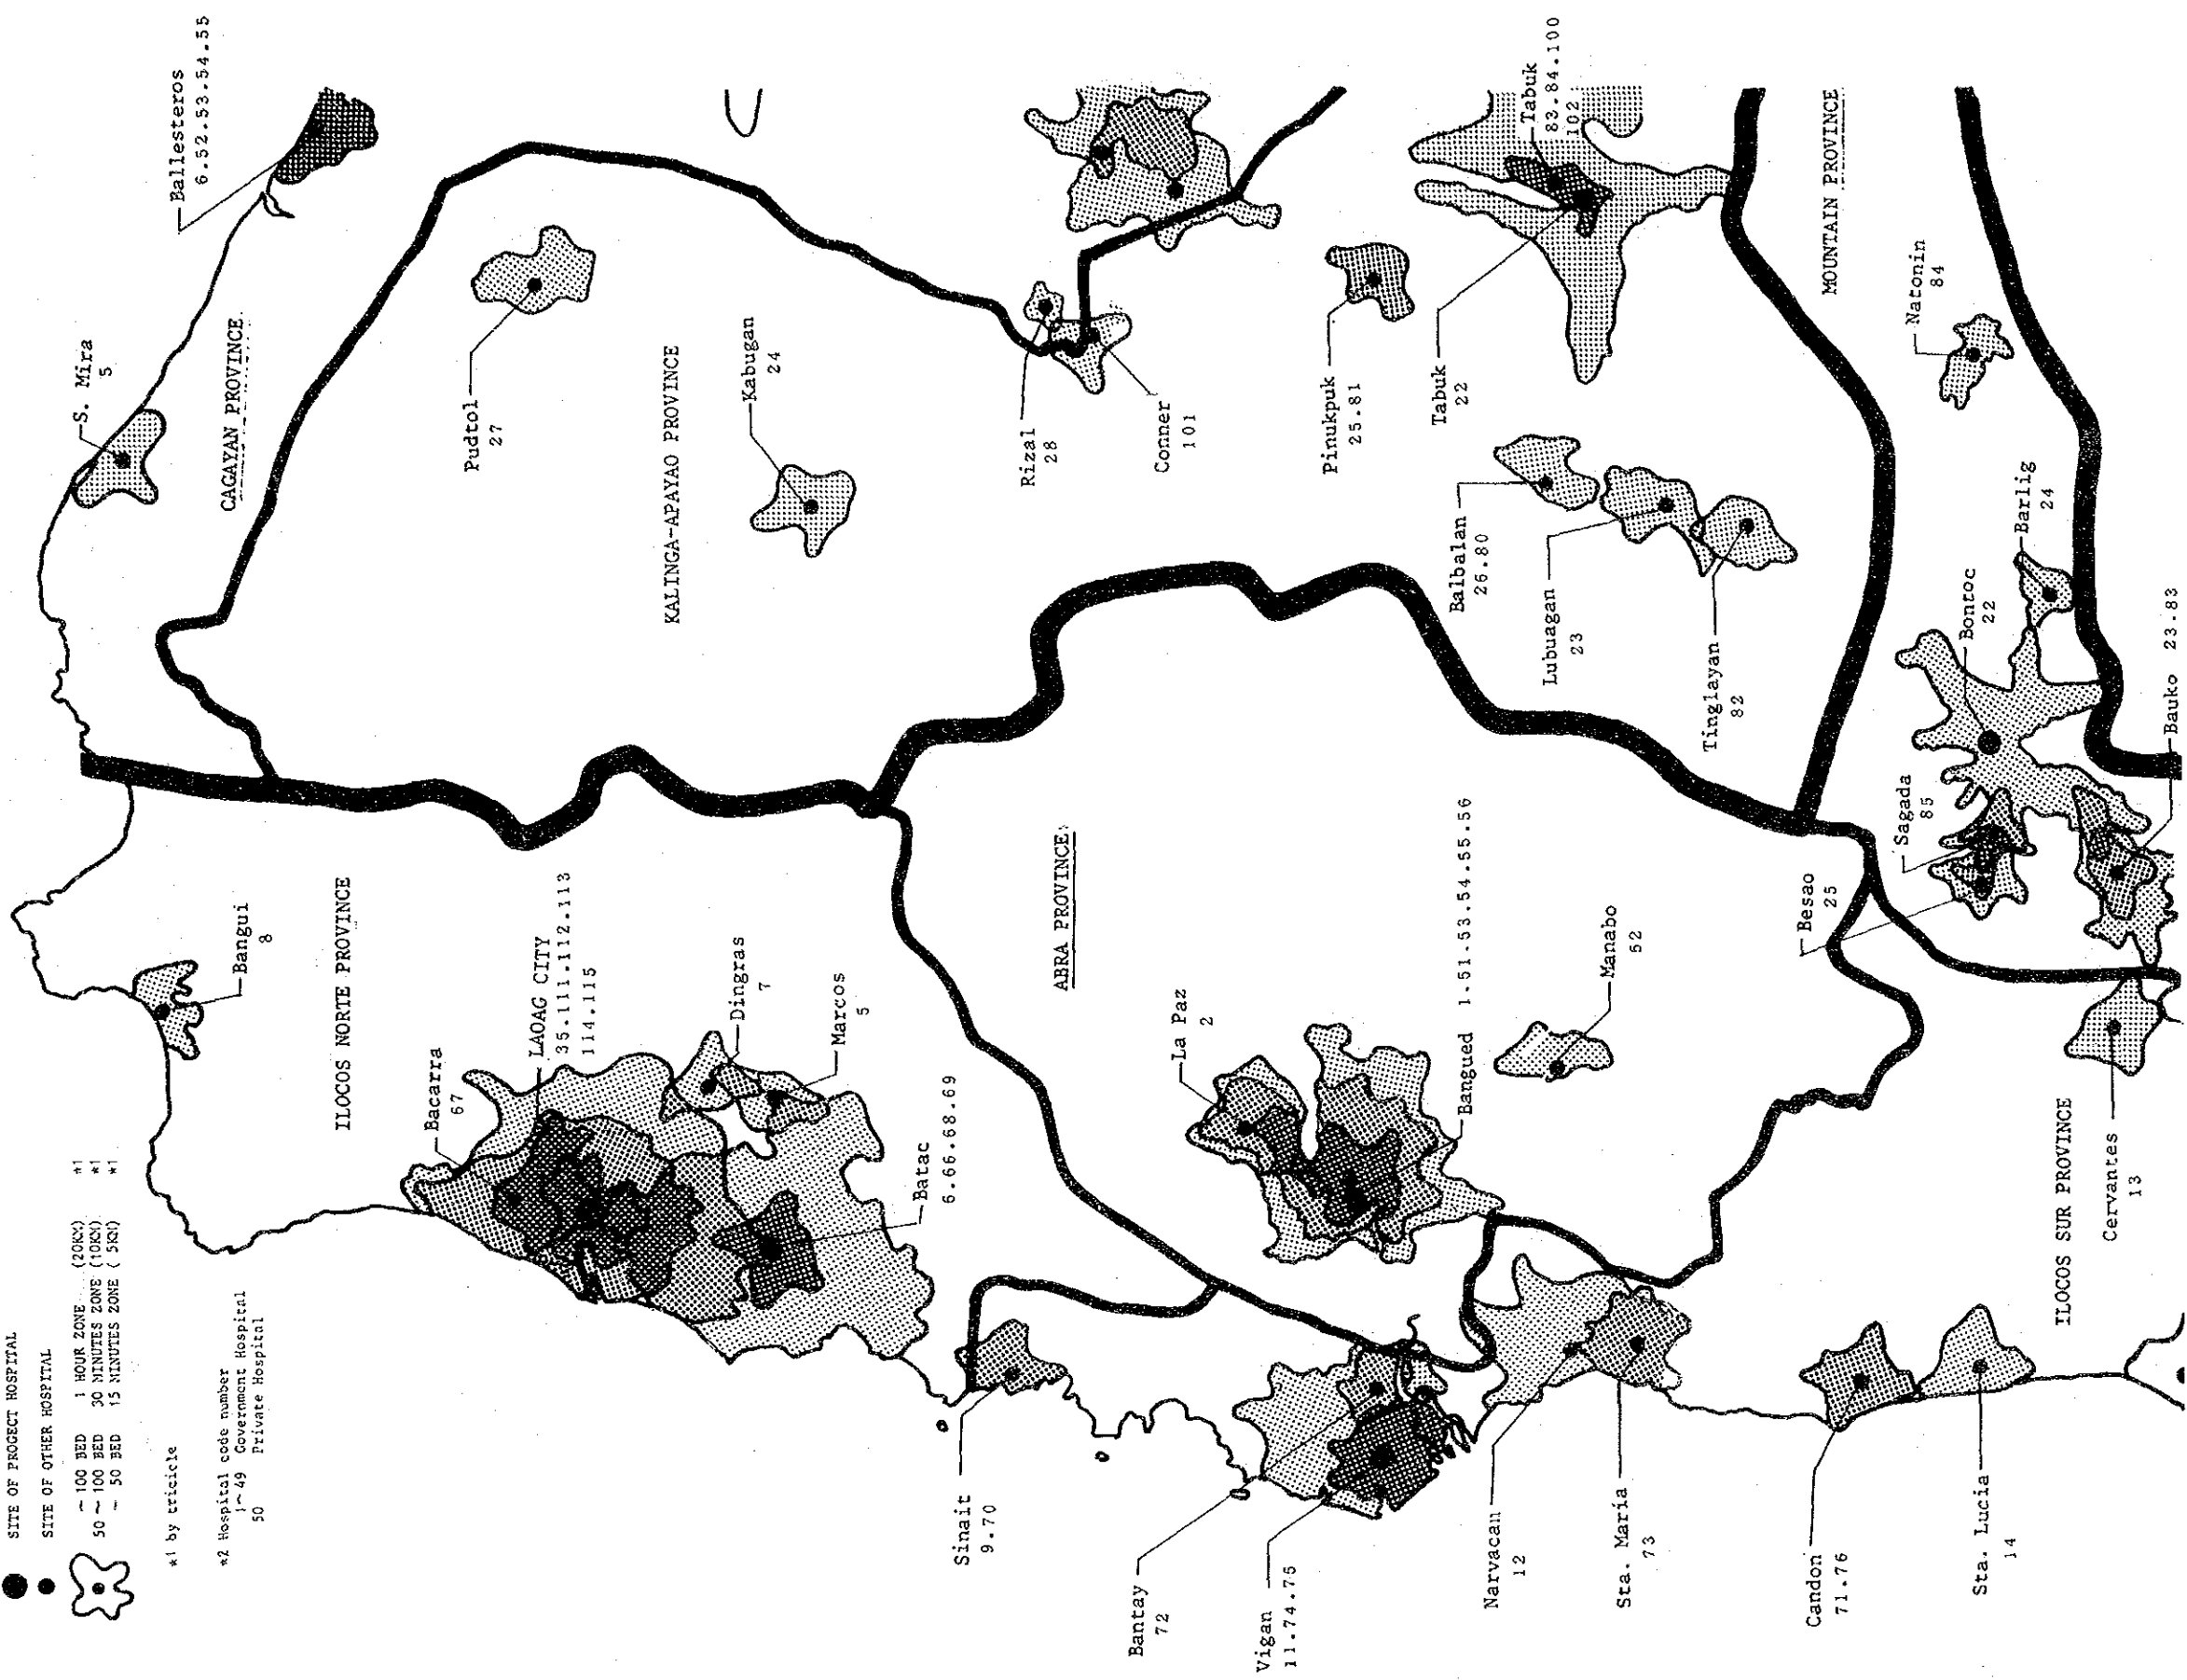 SITE OF PROGECT HOSPITAL
SITE OF OTHER HOSPITAL
~ 100 BED 1 HOUR ZONE (20KM) *1
50 ~ 100 BED 30 MINUTES ZONE (10KM) *1
~ 50 BED 15 MINUTES ZONE ( 5KM) *1
*1 by tricicle
*2 Hospital code number
1~49 Government Hospital
50 Private Hospital
S. Mira
5
Ballesteros
6.52.53.54.55
CAGAYAN PROVINCE
Bangui
8
ILOCOS NORTE PROVINCE
Bacarra
67
LAOAG CITY
35.111.112.113
114.115
Dingras
7
Marcos
5
Batac
6.66.68.69
Pudtol
27
KALINGA-APAYAO PROVINCE
Kabugan
24
Rizal
28
Conner
101
Pinukpuk
25.81
Tabuk
22
Tabuk
83.84.100
102
Balbalan
26.80
Lubuagan
23
Tinglayan
82
MOUNTAIN PROVINCE
Natonin
84
Barlig
24
Bontoc
22
Sagada
85
Bauko 23.83
Besao
25
ABRA PROVINCE
La Paz
2
Bangued 1.51.53.54.55.56
Manabo
52
Sinait
9.70
Bantay
72
Vigan
11.74.75
Narvacan
12
Sta. Maria
73
Candon
71.76
Sta. Lucia
14
ILOCOS SUR PROVINCE
Cervantes
13